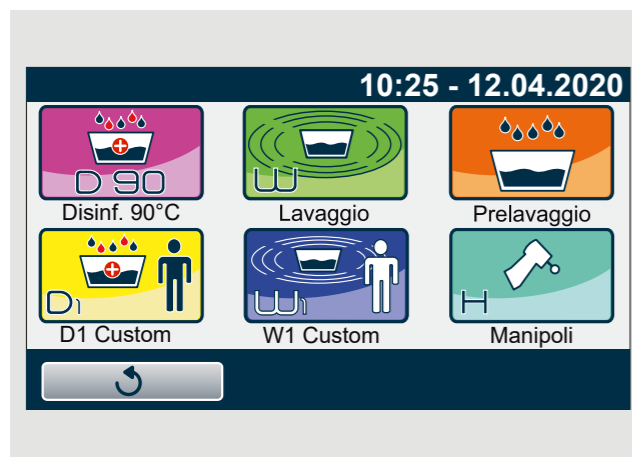 10:25 - 12.04.2020
D 90
W
Disinf. 90°C
Lavaggio
Prelavaggio
D1
W1
H
D1 Custom
W1 Custom
Manipoli